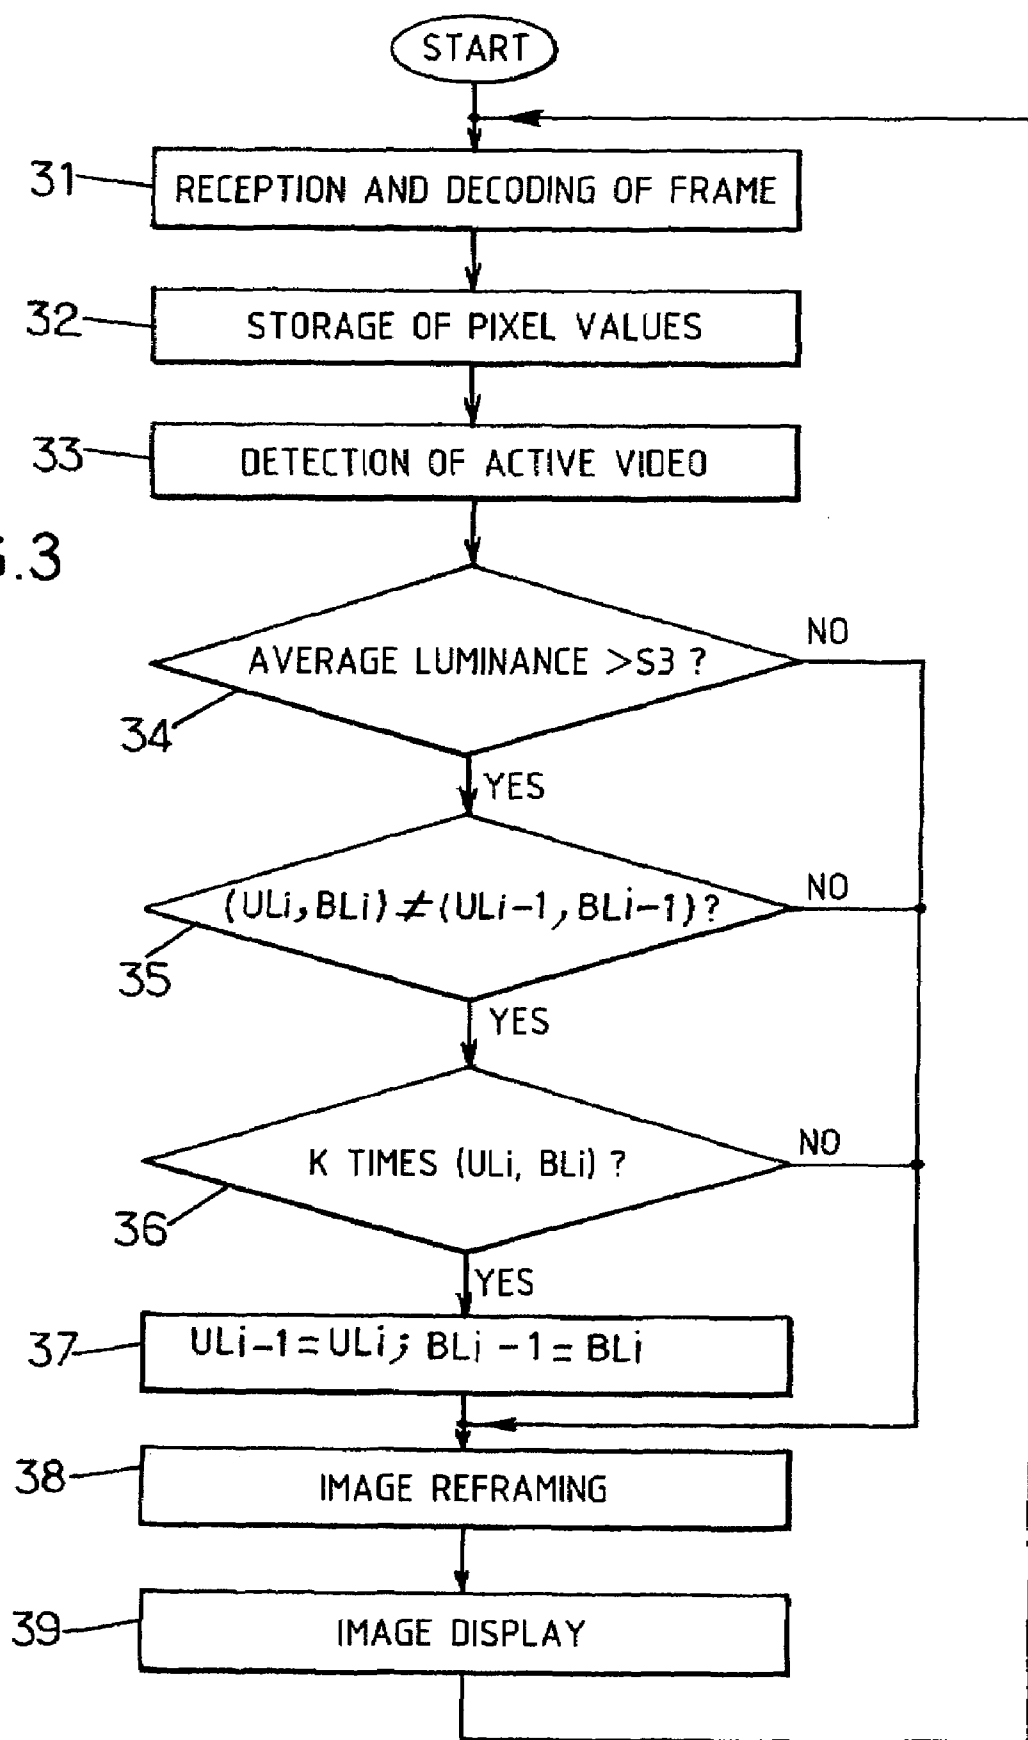 START
31
RECEPTION AND DECODING OF FRAME
32
STORAGE OF PIXEL VALUES
33
DETECTION OF ACTIVE VIDEO
G.3
AVERAGE LUMINANCE >S3 ?
NO
34
YES
(ULi, BLi) ≠ (ULi-1, BLi-1)?
NO
35
YES
K TIMES (ULi, BLi) ?
NO
36
YES
37
ULi-1 = ULi; BLi-1 = BLi
38
IMAGE REFRAMING
39
IMAGE DISPLAY